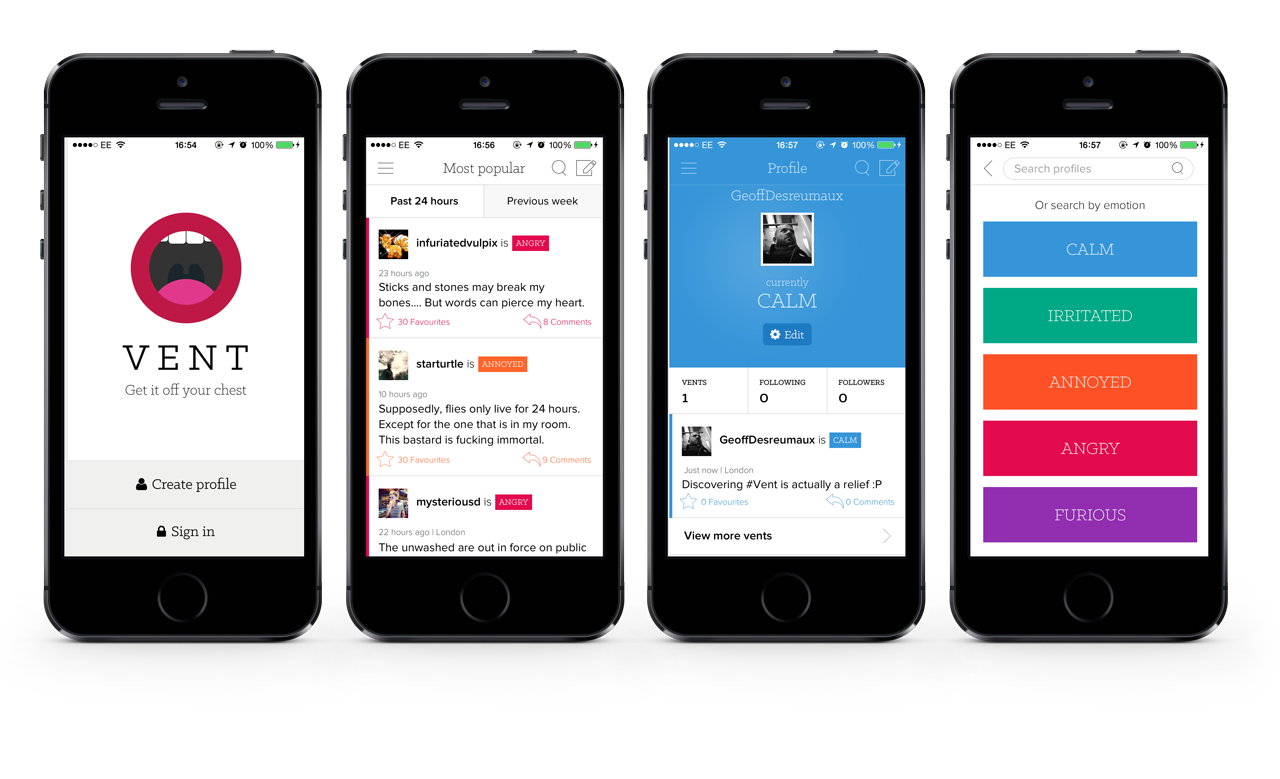 EE 16:54 100%
VENT
Get it off your chest
Create profile
Sign in
EE 16:56 100%
Most popular
Past 24 hours Previous week
infuriatedvulpix is ANGRY
23 hours ago
Sticks and stones may break my
bones.... But words can pierce my heart.
30 Favourites 8 Comments
starturtle is ANNOYED
10 hours ago
Supposedly, flies only live for 24 hours.
Except for the one that is in my room.
This bastard is fucking immortal.
30 Favourites 9 Comments
mysteriousd is ANGRY
22 hours ago | London
The unwashed are out in force on public
EE 16:57 100%
Profile
GeoffDesreumaux
currently
CALM
Edit
VENTS FOLLOWING FOLLOWERS
1 0 0
GeoffDesreumaux is CALM
Just now | London
Discovering #Vent is actually a relief :P
0 Favourites 0 Comments
View more vents
EE 16:57 100%
Search profiles
Or search by emotion
CALM
IRRITATED
ANNOYED
ANGRY
FURIOUS